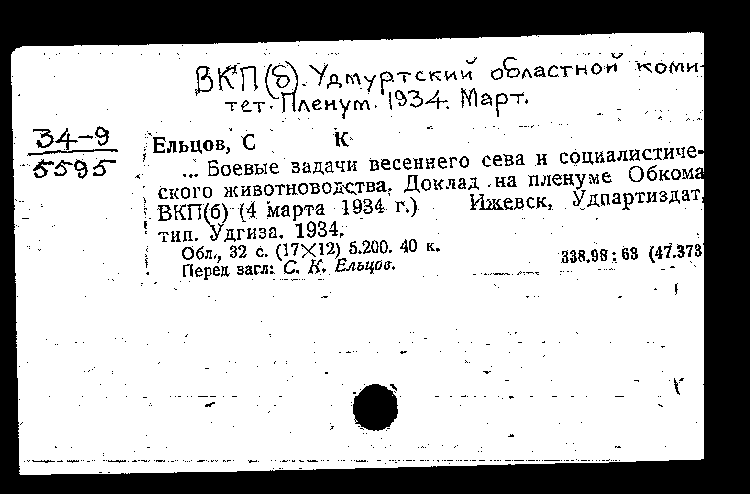 ВКП(б). Удмуртский областной коми-
тет. Пленум. 1934. Март.
34-9
5595
Ельцов, С К
... Боевые задачи весеннего сева и социалистиче-
ского животноводства. Доклад на пленуме Обкома
ВКП(б) (4 марта 1934 г.) Ижевск, Удпартиздат,
тип. Удгиза. 1934.
Обл., 32 с. (17X12) 5.200. 40 к.
Перед загл: С. К. Ельцов.
338.98:63 (47.373